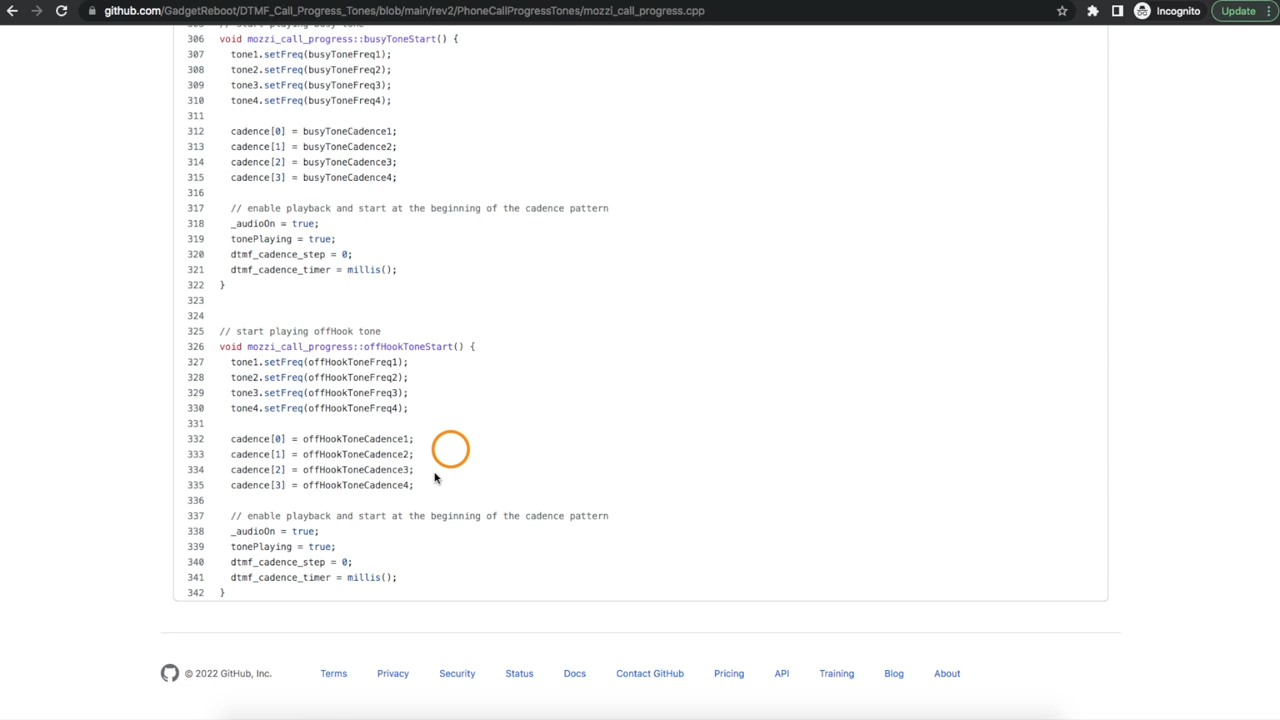 github.com/GadgetReboot/DTMF_Call_Progress_Tones/blob/main/rev2/PhoneCallProgressTones/mozzi_call_progress.cpp
Incognito
Update
305 // start playing busy tone
306 void mozzi_call_progress::busyToneStart() {
307 tone1.setFreq(busyToneFreq1);
308 tone2.setFreq(busyToneFreq2);
309 tone3.setFreq(busyToneFreq3);
310 tone4.setFreq(busyToneFreq4);
311
312 cadence[0] = busyToneCadence1;
313 cadence[1] = busyToneCadence2;
314 cadence[2] = busyToneCadence3;
315 cadence[3] = busyToneCadence4;
316
317 // enable playback and start at the beginning of the cadence pattern
318 _audioOn = true;
319 tonePlaying = true;
320 dtmf_cadence_step = 0;
321 dtmf_cadence_timer = millis();
322 }
323
324
325 // start playing offHook tone
326 void mozzi_call_progress::offHookToneStart() {
327 tone1.setFreq(offHookToneFreq1);
328 tone2.setFreq(offHookToneFreq2);
329 tone3.setFreq(offHookToneFreq3);
330 tone4.setFreq(offHookToneFreq4);
331
332 cadence[0] = offHookToneCadence1;
333 cadence[1] = offHookToneCadence2;
334 cadence[2] = offHookToneCadence3;
335 cadence[3] = offHookToneCadence4;
336
337 // enable playback and start at the beginning of the cadence pattern
338 _audioOn = true;
339 tonePlaying = true;
340 dtmf_cadence_step = 0;
341 dtmf_cadence_timer = millis();
342 }
© 2022 GitHub, Inc.
Terms
Privacy
Security
Status
Docs
Contact GitHub
Pricing
API
Training
Blog
About